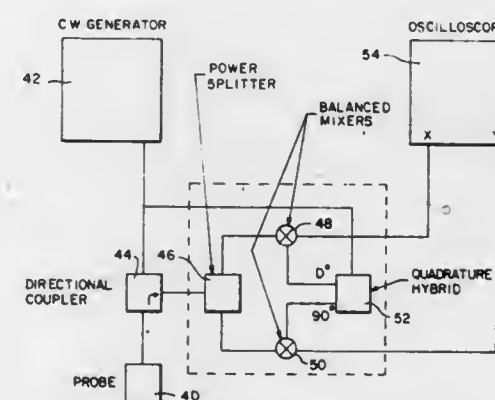 CW GENERATOR
42
OSCILLOSCOP
54
X
Y
POWER
SPLITTER
BALANCED
MIXERS
44
46
48
DIRECTIONAL
COUPLER
0°
90°
QUADRATURE
HYBRID
52
50
PROBE
40